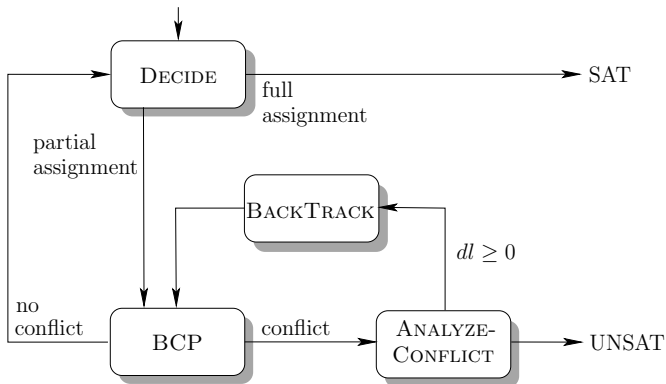 DECIDE
SAT
full
assignment
partial
assignment
BACKTRACK
dl ≥ 0
no
conflict
BCP
conflict
ANALYZE-
CONFLICT
UNSAT